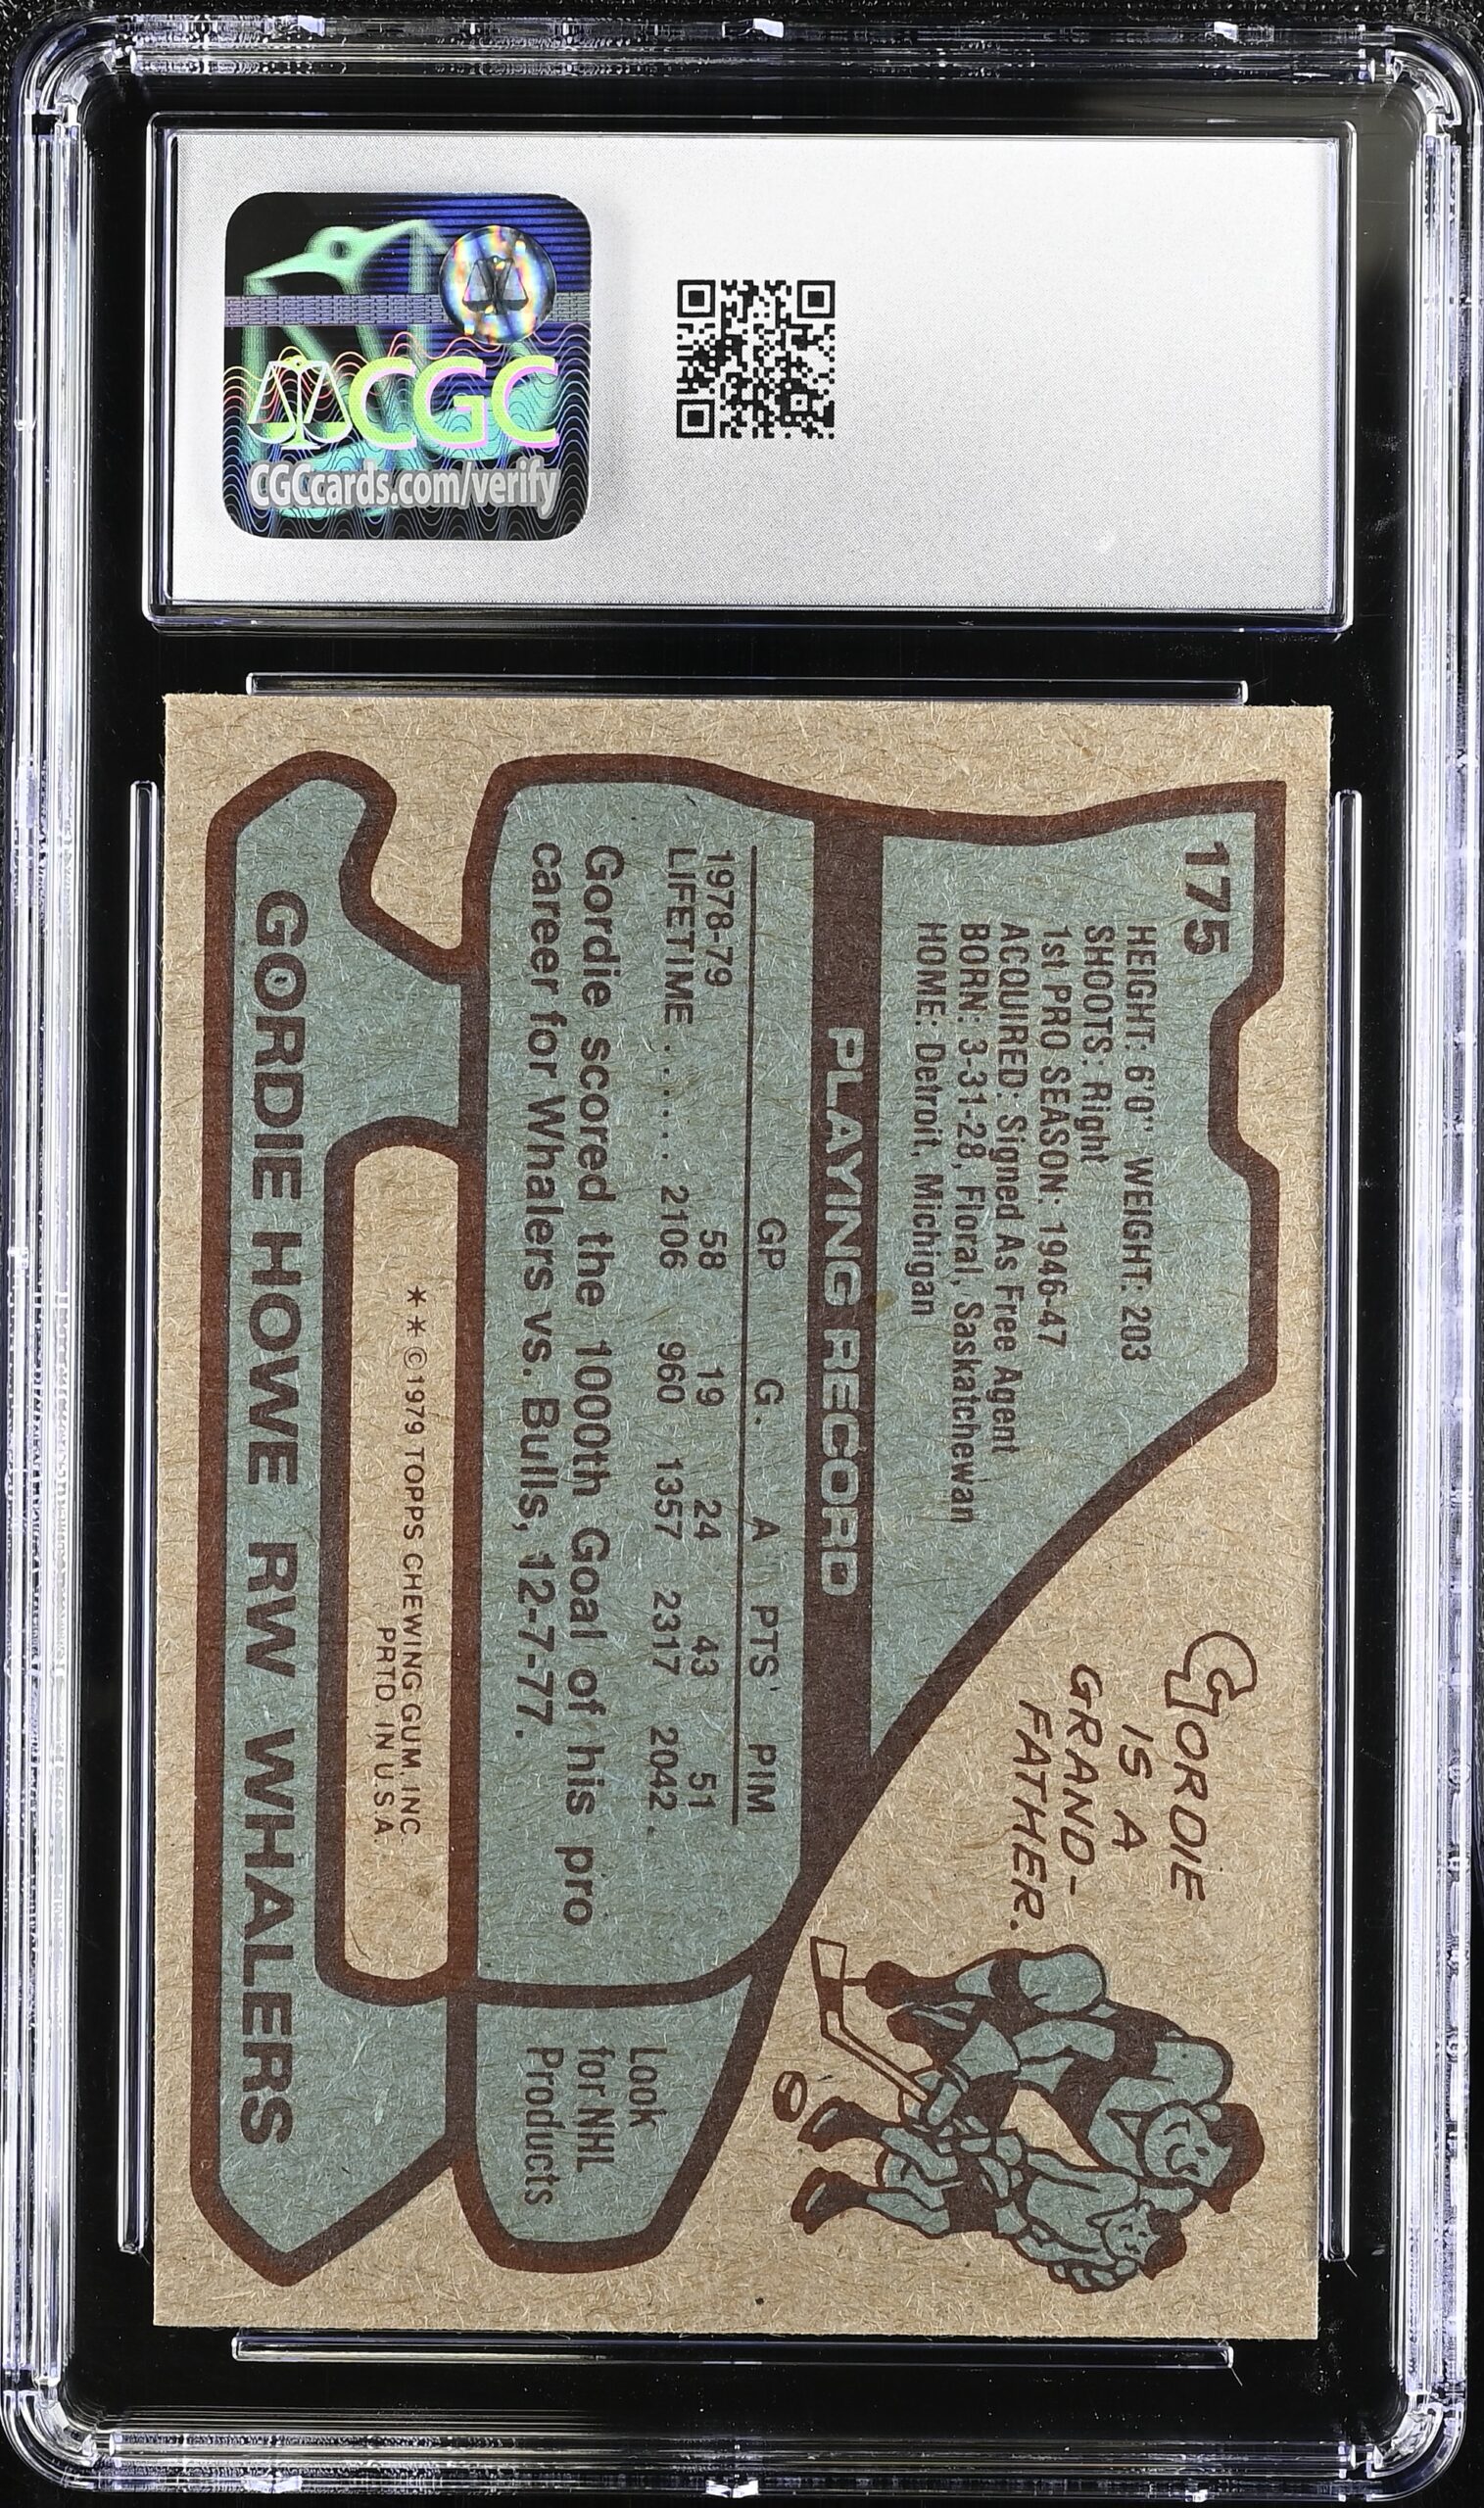 CGC
CGCcards.com/verify
175
HEIGHT: 6'0" WEIGHT: 203
SHOOTS: Right
1st PRO SEASON: 1946-47
ACQUIRED: Signed As Free Agent
BORN: 3-31-28, Floral, Saskatchewan
HOME: Detroit, Michigan
GORDIE
IS A
GRAND-
FATHER.
PLAYING RECORD
GP G. A PTS' PIM
1978-79 58 19 24 43 51
LIFETIME ..... 2106 960 1357 2317 2042.
Gordie scored the 1000th Goal of his pro
career for Whalers vs. Bulls, 12-7-77.
Look
for NHL
Products
✶✶©1979 TOPPS CHEWING GUM, INC.
PRTD. IN U.S.A.
GORDIE HOWE RW WHALERS